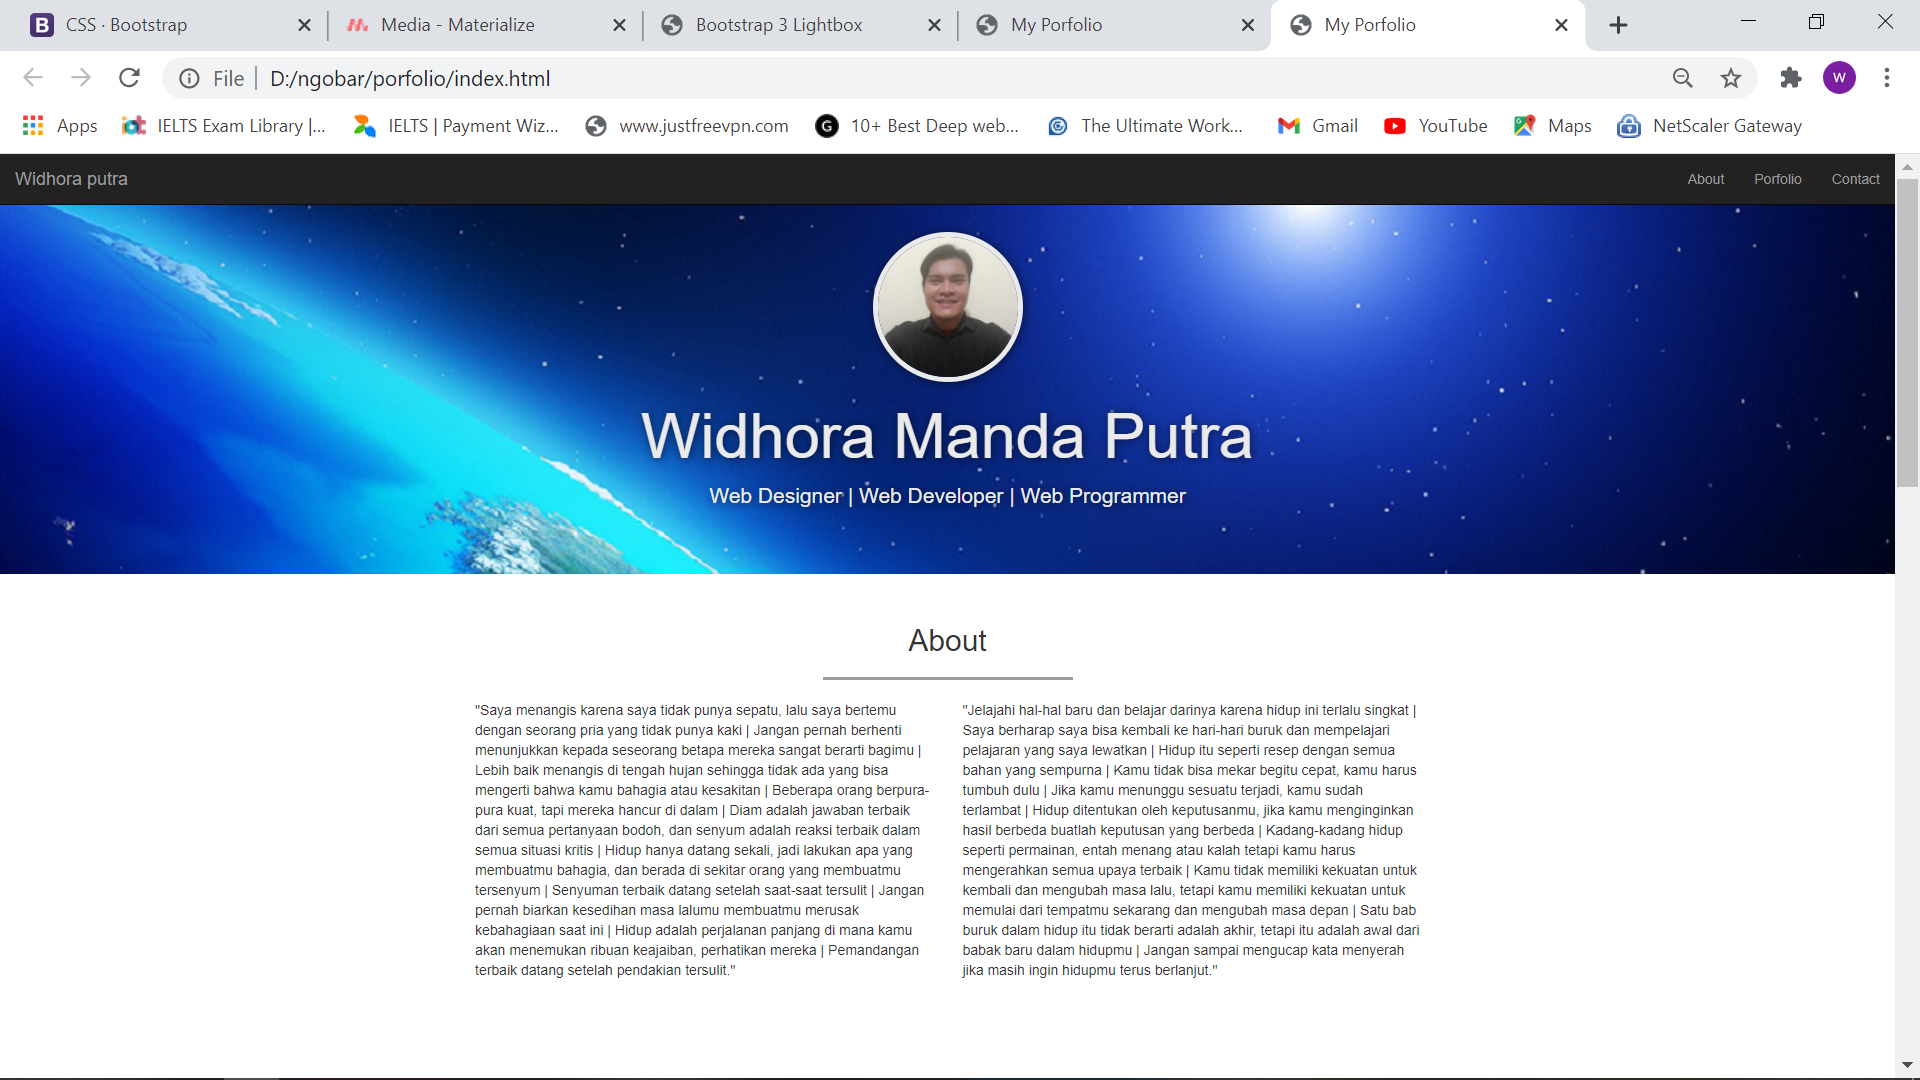 CSS · Bootstrap
Media - Materialize
Bootstrap 3 Lightbox
My Porfolio
My Porfolio
File
D:/ngobar/porfolio/index.html
W
Apps
IELTS Exam Library |...
IELTS | Payment Wiz...
www.justfreevpn.com
10+ Best Deep web...
The Ultimate Work...
Gmail
YouTube
Maps
NetScaler Gateway
Widhora putra
About
Porfolio
Contact
Widhora Manda Putra
Web Designer | Web Developer | Web Programmer
About
"Saya menangis karena saya tidak punya sepatu, lalu saya bertemu
dengan seorang pria yang tidak punya kaki | Jangan pernah berhenti
menunjukkan kepada seseorang betapa mereka sangat berarti bagimu |
Lebih baik menangis di tengah hujan sehingga tidak ada yang bisa
mengerti bahwa kamu bahagia atau kesakitan | Beberapa orang berpura-
pura kuat, tapi mereka hancur di dalam | Diam adalah jawaban terbaik
dari semua pertanyaan bodoh, dan senyum adalah reaksi terbaik dalam
semua situasi kritis | Hidup hanya datang sekali, jadi lakukan apa yang
membuatmu bahagia, dan berada di sekitar orang yang membuatmu
tersenyum | Senyuman terbaik datang setelah saat-saat tersulit | Jangan
pernah biarkan kesedihan masa lalumu membuatmu merusak
kebahagiaan saat ini | Hidup adalah perjalanan panjang di mana kamu
akan menemukan ribuan keajaiban, perhatikan mereka | Pemandangan
terbaik datang setelah pendakian tersulit."
"Jelajahi hal-hal baru dan belajar darinya karena hidup ini terlalu singkat |
Saya berharap saya bisa kembali ke hari-hari buruk dan mempelajari
pelajaran yang saya lewatkan | Hidup itu seperti resep dengan semua
bahan yang sempurna | Kamu tidak bisa mekar begitu cepat, kamu harus
tumbuh dulu | Jika kamu menunggu sesuatu terjadi, kamu sudah
terlambat | Hidup ditentukan oleh keputusanmu, jika kamu menginginkan
hasil berbeda buatlah keputusan yang berbeda | Kadang-kadang hidup
seperti permainan, entah menang atau kalah tetapi kamu harus
mengerahkan semua upaya terbaik | Kamu tidak memiliki kekuatan untuk
kembali dan mengubah masa lalu, tetapi kamu memiliki kekuatan untuk
memulai dari tempatmu sekarang dan mengubah masa depan | Satu bab
buruk dalam hidup itu tidak berarti adalah akhir, tetapi itu adalah awal dari
babak baru dalam hidupmu | Jangan sampai mengucap kata menyerah
jika masih ingin hidupmu terus berlanjut."